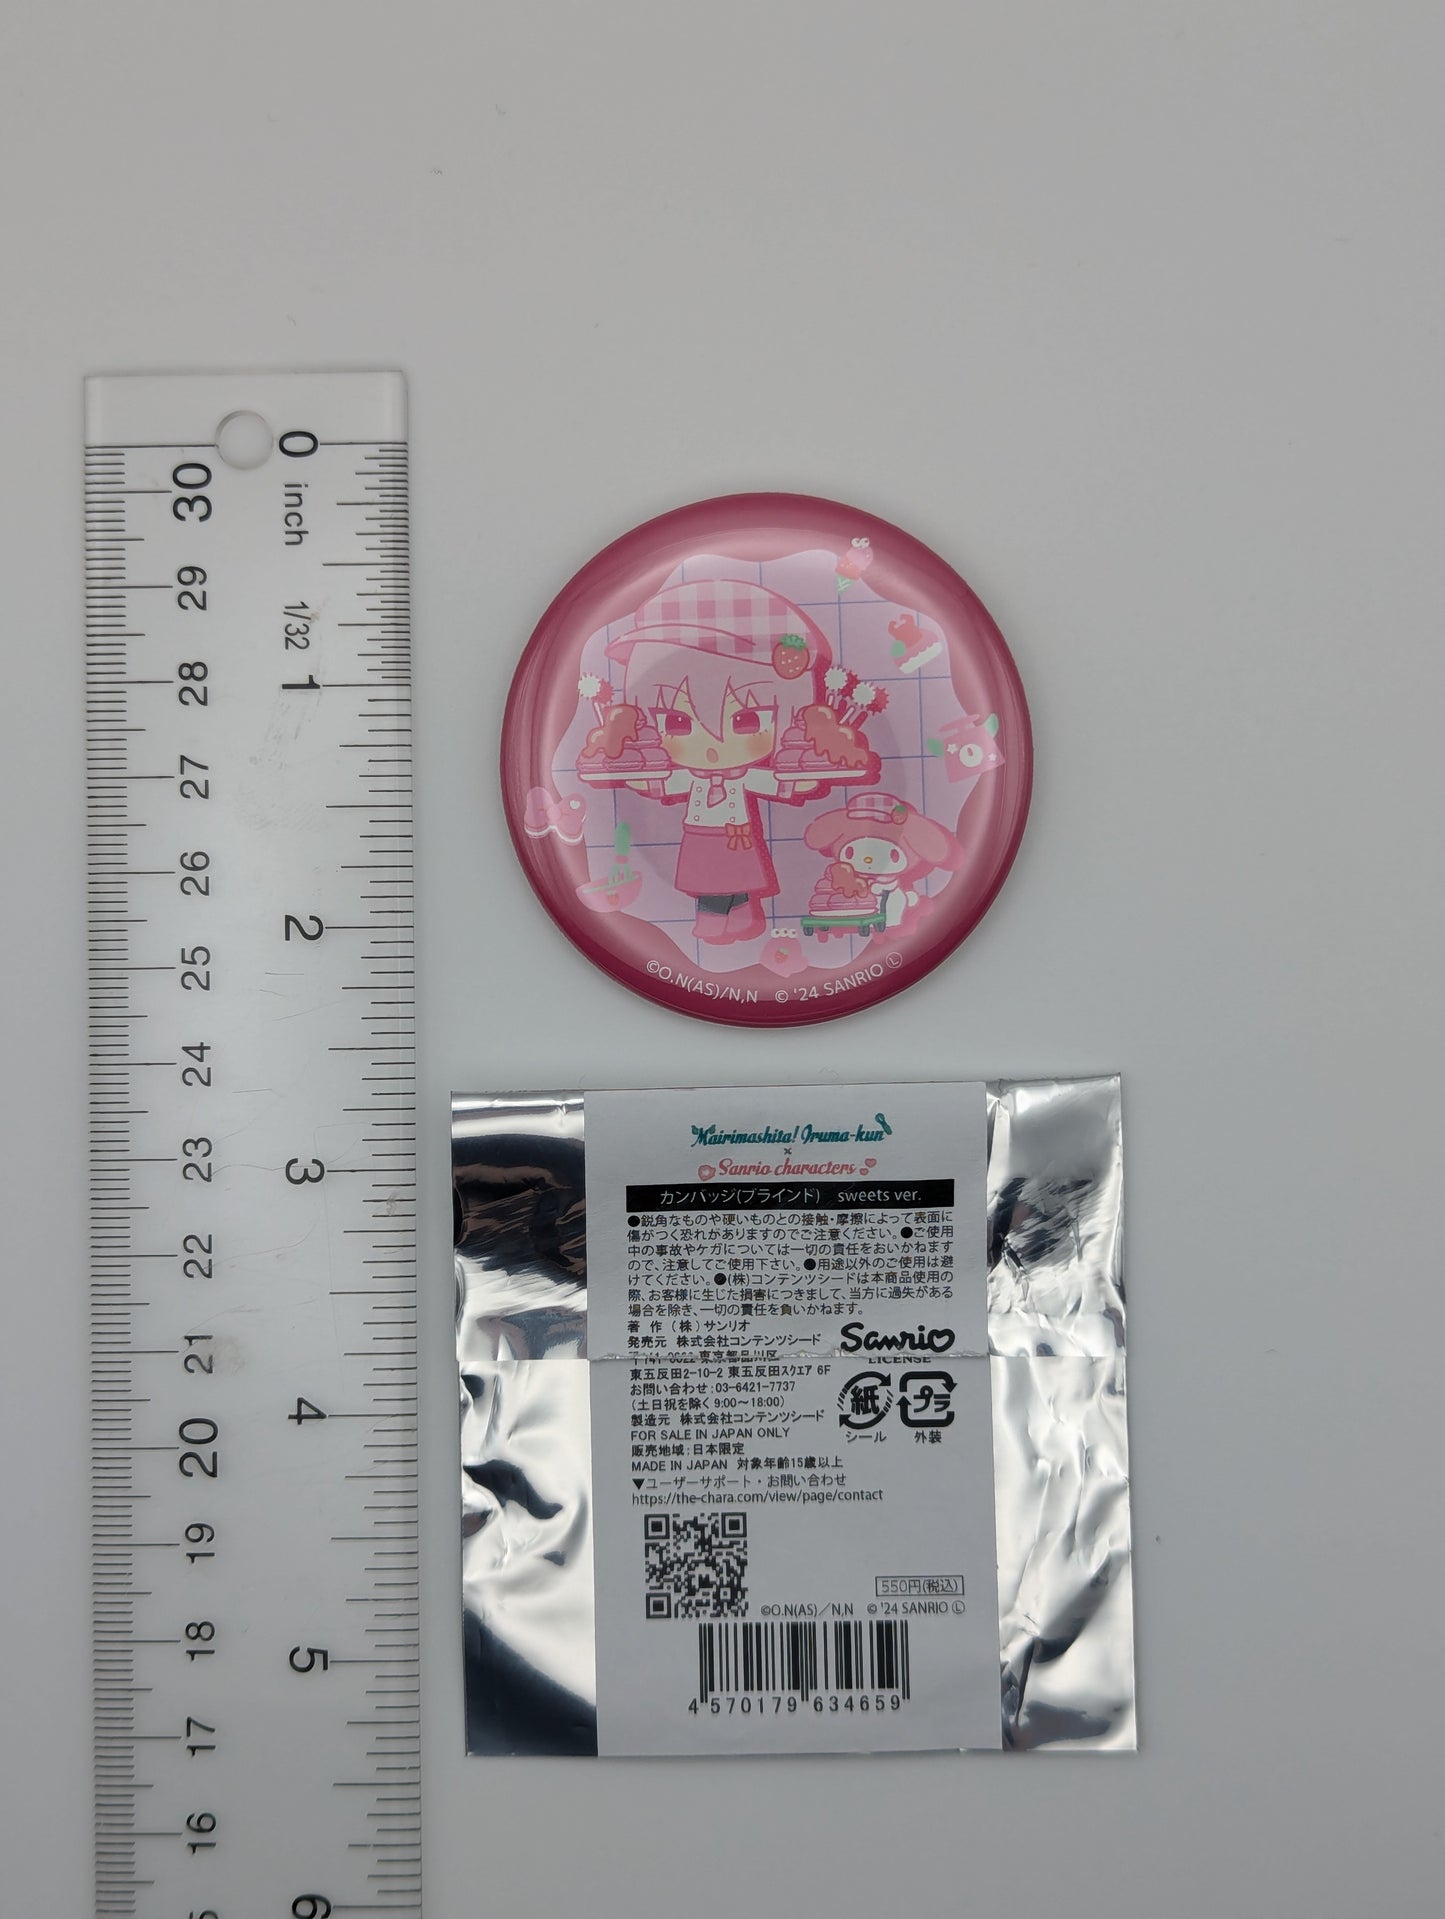 0
inch
1/32
1
2
3
4
5
6
30
29
28
27
26
25
24
23
22
21
20
19
18
17
16
©O.N(AS)/N,N © '24 SANRIO Ⓛ
Mairimashita! Iruma-kun
×
Sanrio characters
カンバッジ(ブラインド) sweets ver.
●鋭角なものや硬いものとの接触・摩擦によって表面に
傷がつく恐れがありますのでご注意ください。●ご使用
中の事故やケガについては一切の責任をおいかねます
ので、注意してご使用下さい。●用途以外のご使用は避
けてください。●(株)コンテンツシードは本商品使用の
際、お客様に生じた損害につきまして、当方に過失がある
場合を除き、一切の責任を負いかねます。
著 作 (株)サンリオ
発売元 株式会社コンテンツシード
Sanrio
LICENSE
〒141-0022 東京都品川区
東五反田2-10-2 東五反田スクエア 6F
お問い合わせ:03-6421-7737
(土日祝を除く9:00〜18:00)
製造元 株式会社コンテンツシード
紙
シール
プラ
外装
FOR SALE IN JAPAN ONLY
販売地域:日本限定
MADE IN JAPAN 対象年齢15歳以上
▼ユーザーサポート・お問い合わせ
https://the-chara.com/view/page/contact
550円(税込)
©O.N(AS)/N,N © '24 SANRIO Ⓛ
4 570179 634659